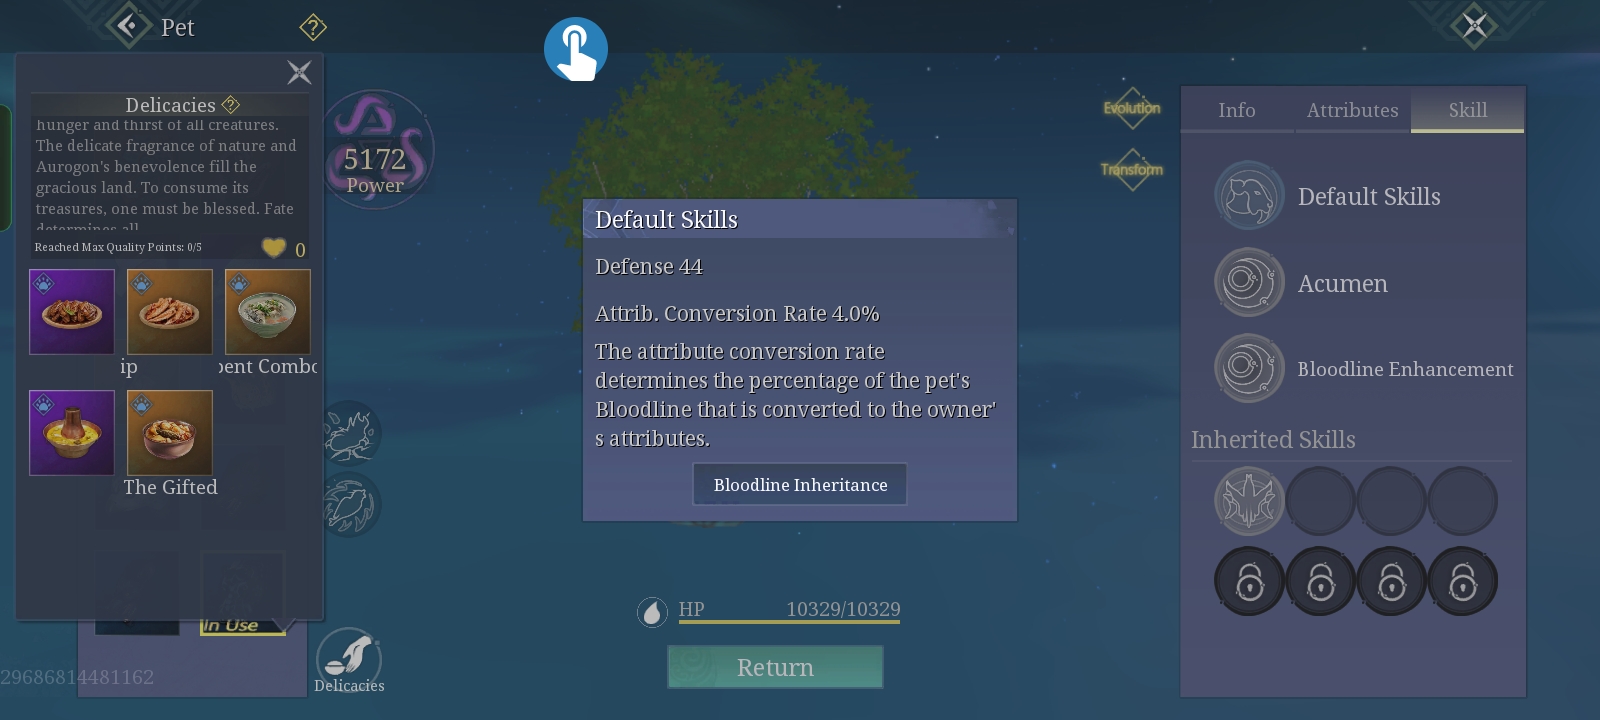 Pet
?
Delicacies ?
hunger and thirst of all creatures.
The delicate fragrance of nature and
Aurogon's benevolence fill the
gracious land. To consume its
treasures, one must be blessed. Fate
determines all
Reached Max Quality Points: 0/5
0
ip
pent Combo
The Gifted
In Use
29686814481162
Delicacies
5172
Power
Evolution
Transform
Default Skills
Defense 44
Attrib. Conversion Rate 4.0%
The attribute conversion rate
determines the percentage of the pet's
Bloodline that is converted to the owner'
s attributes.
Bloodline Inheritance
HP 10329/10329
Return
Info Attributes Skill
Default Skills
Acumen
Bloodline Enhancement
Inherited Skills